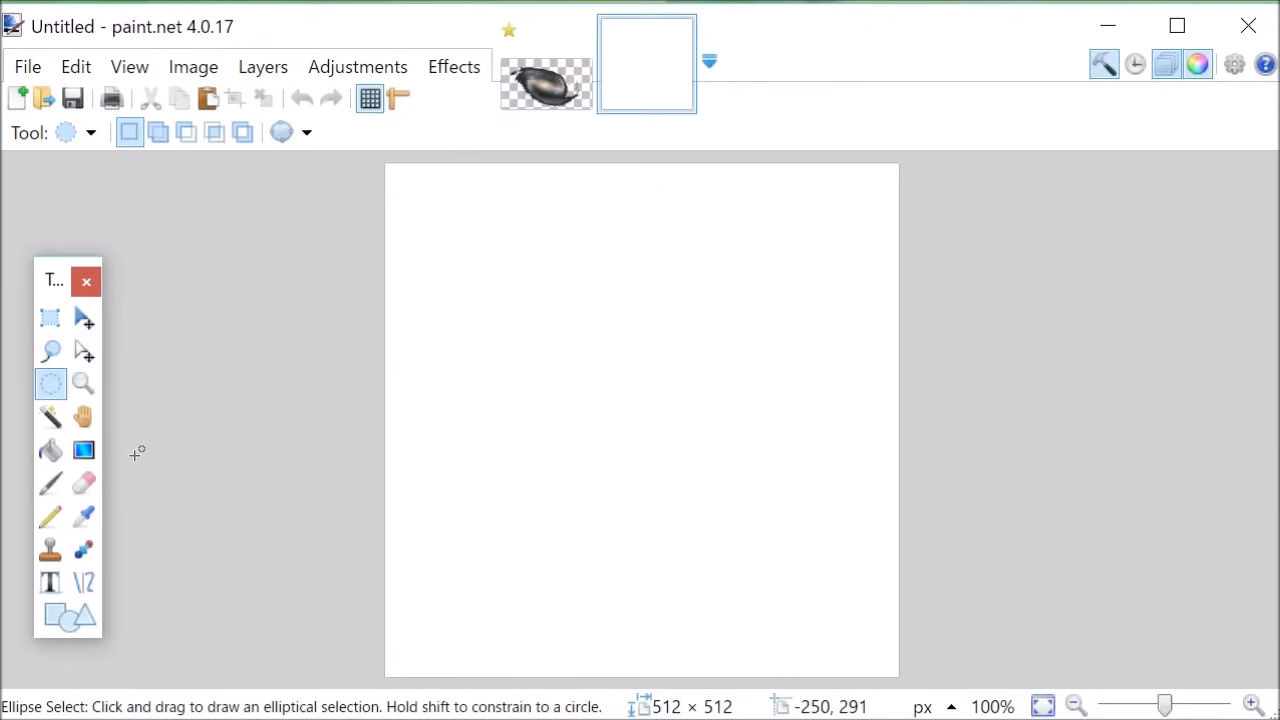 Untitled - paint.net 4.0.17
File Edit View Image Layers Adjustments Effects
Tool:
T...
Ellipse Select: Click and drag to draw an elliptical selection. Hold shift to constrain to a circle. 512 × 512 -250, 291 px 100%